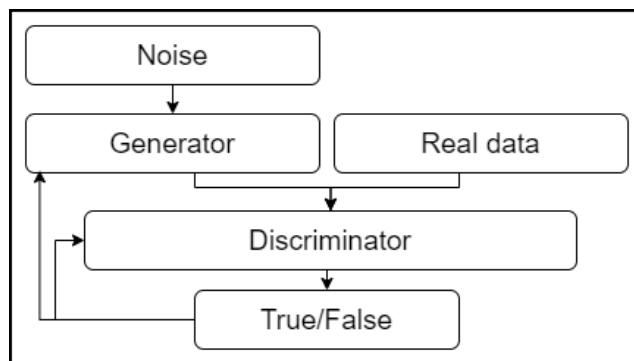 Noise
Generator
Real data
Discriminator
True/False